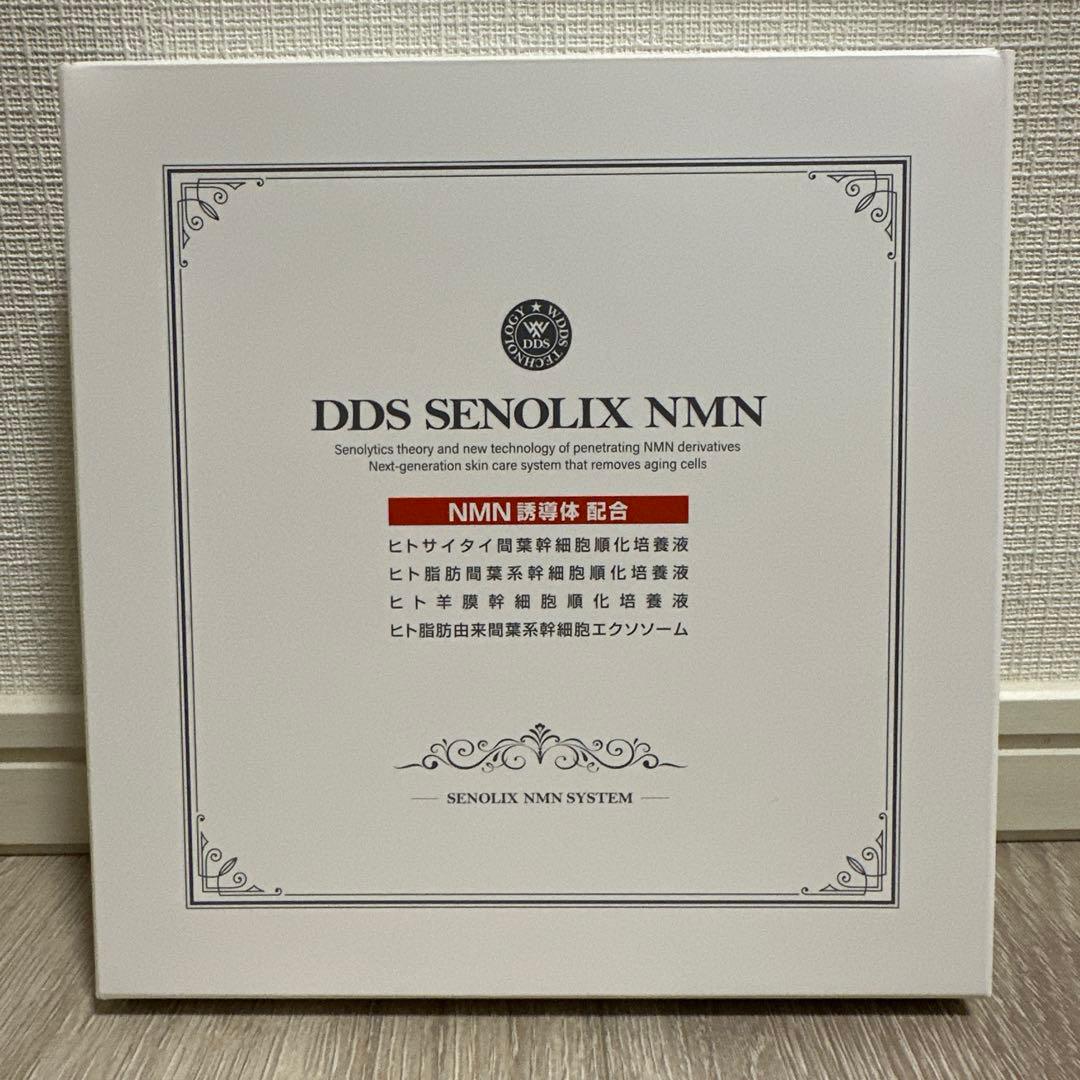 ★ WDDS TECHNOLOGY
W
DDS
DDS SENOLIX NMN
Senolytics theory and new technology of penetrating NMN derivatives
Next-generation skin care system that removes aging cells
NMN 誘導体 配合
ヒトサイタイ間葉幹細胞順化培養液
ヒト脂肪間葉系幹細胞順化培養液
ヒト羊膜幹細胞順化培養液
ヒト脂肪由来間葉系幹細胞エクソソーム
SENOLIX NMN SYSTEM